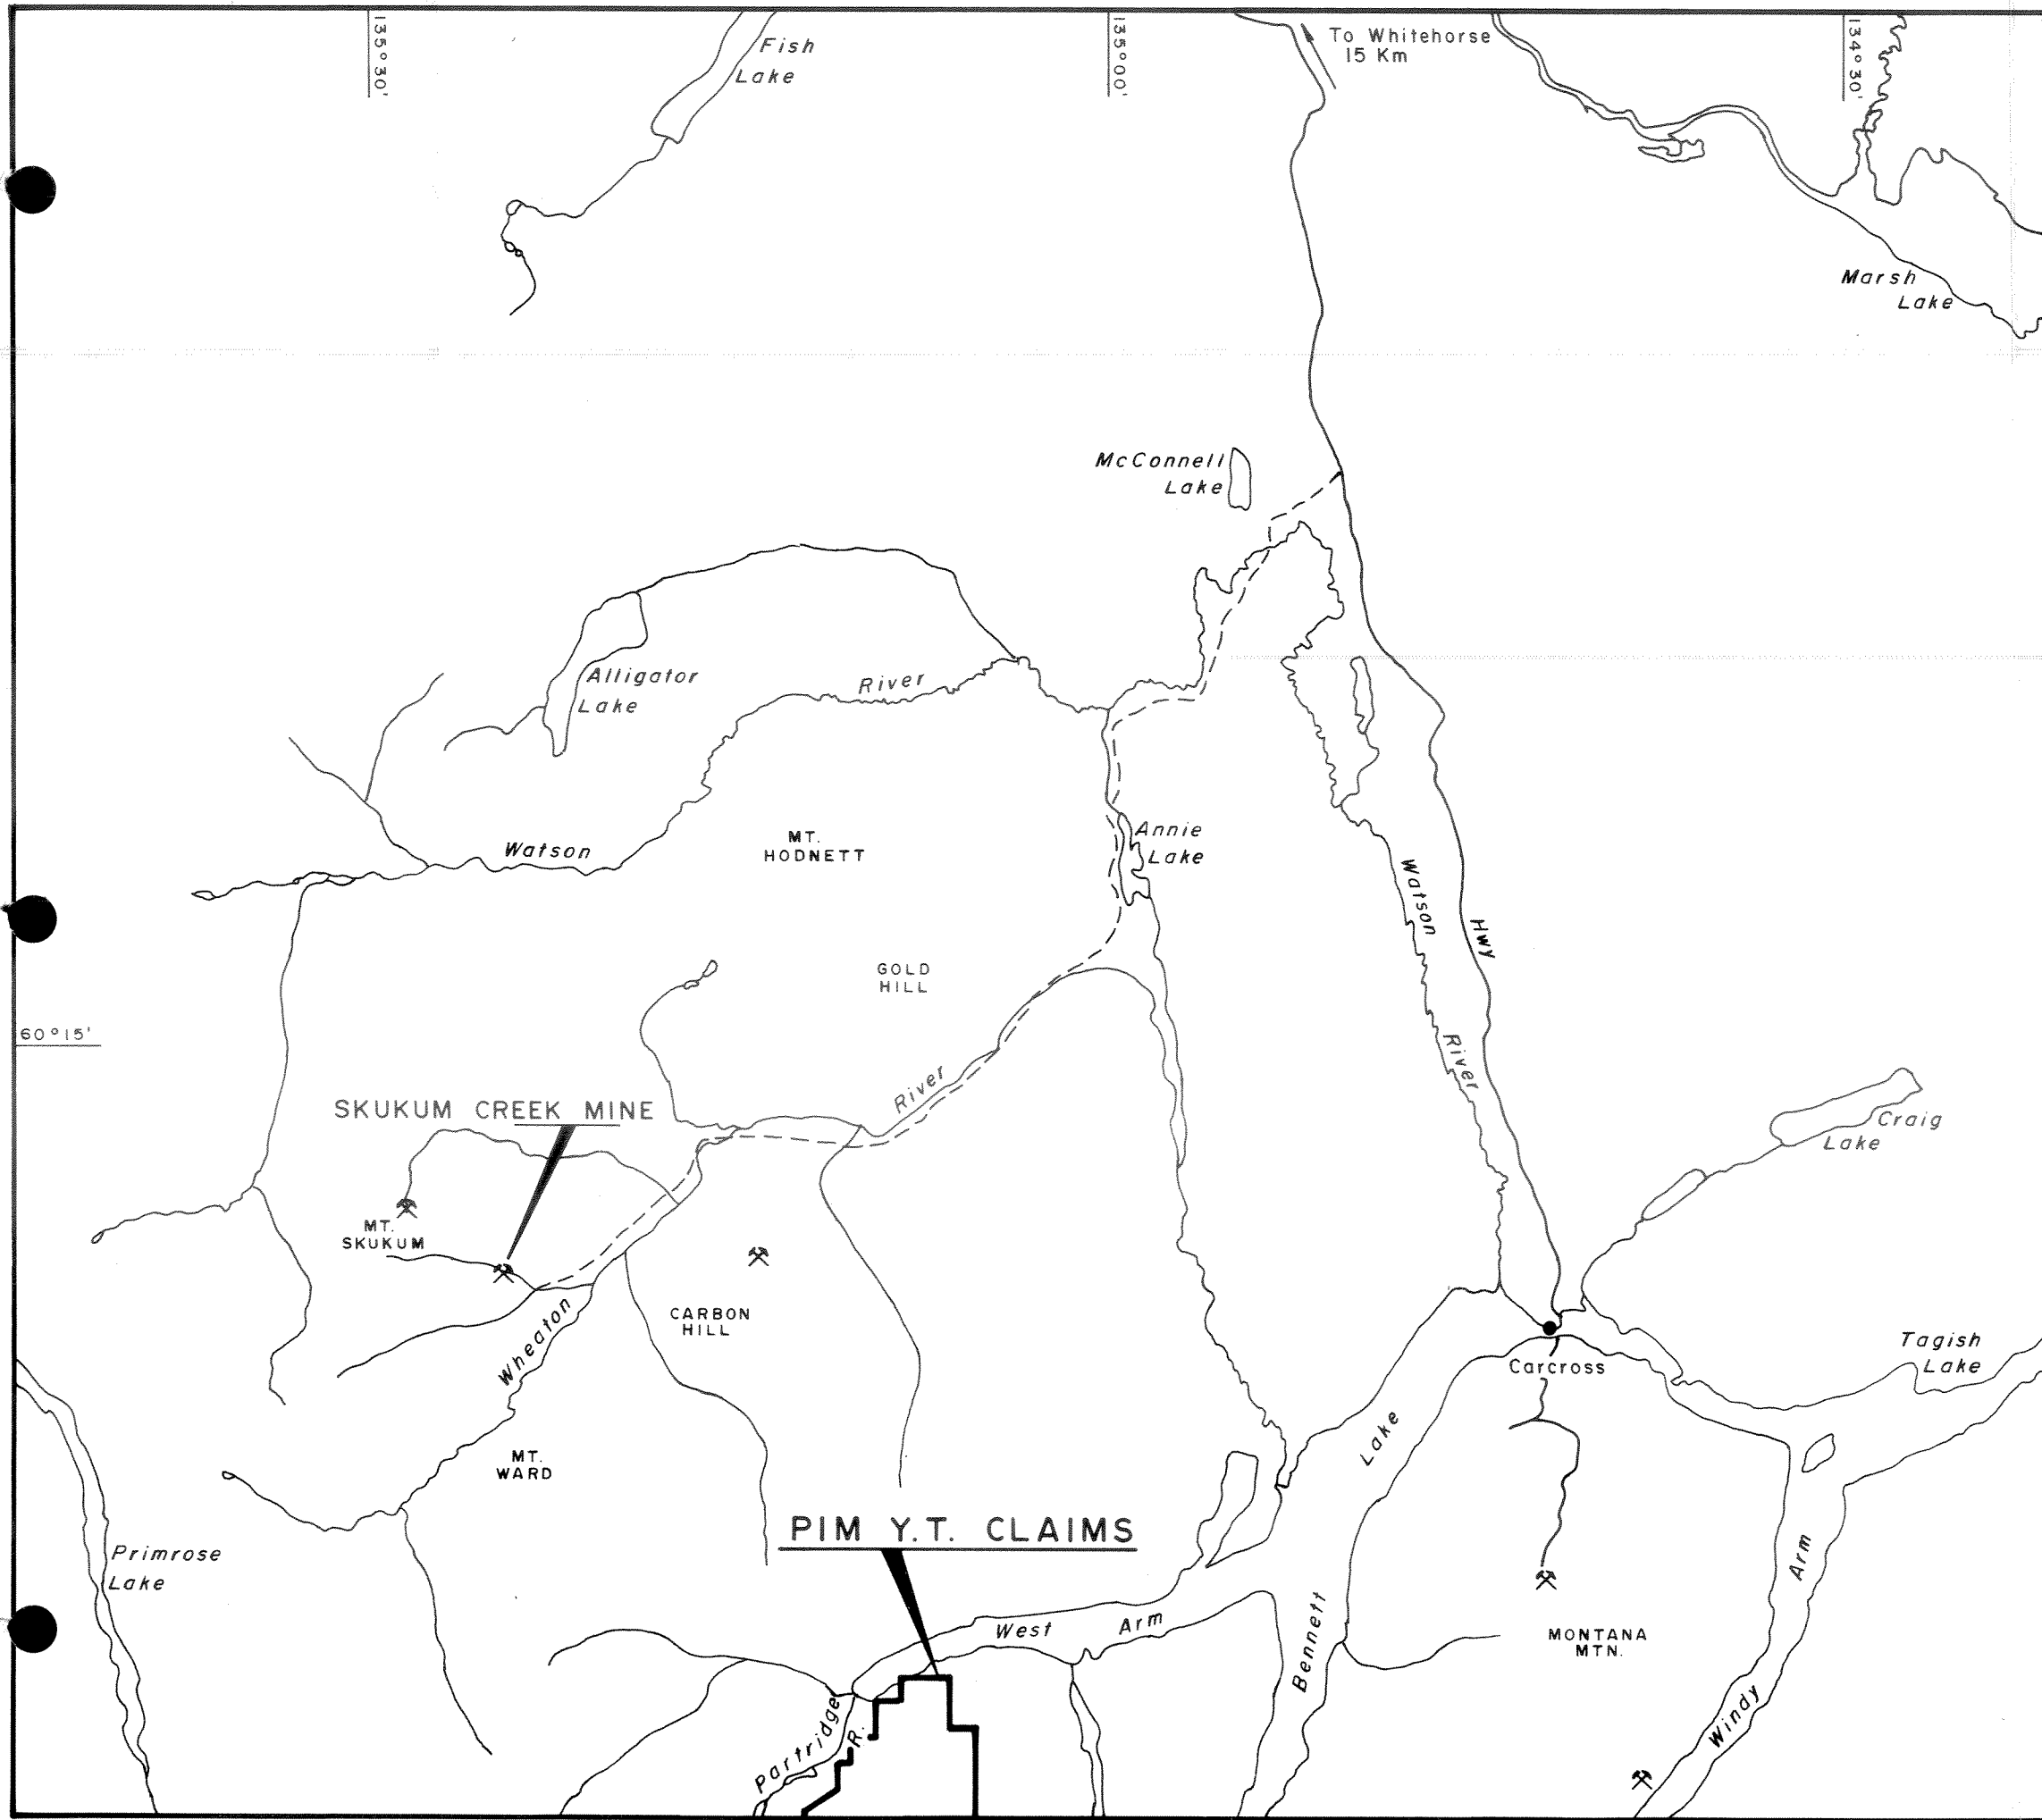 135°30'
135°00'
134°30'
Fish
Lake
To Whitehorse
15 Km
Marsh
Lake
McConnell
Lake
Alligator
Lake
River
Watson
MT.
HODNETT
Annie
Lake
Watson
River
HWY
GOLD
HILL
60°15'
River
SKUKUM CREEK MINE
Craig
Lake
MT.
SKUKUM
Wheaton
CARBON
HILL
Carcross
Tagish
Lake
Lake
MT.
WARD
PIM Y.T. CLAIMS
Primrose
Lake
Arm
West Arm
Bennett
MONTANA
MTN.
Windy
Partridge
R.